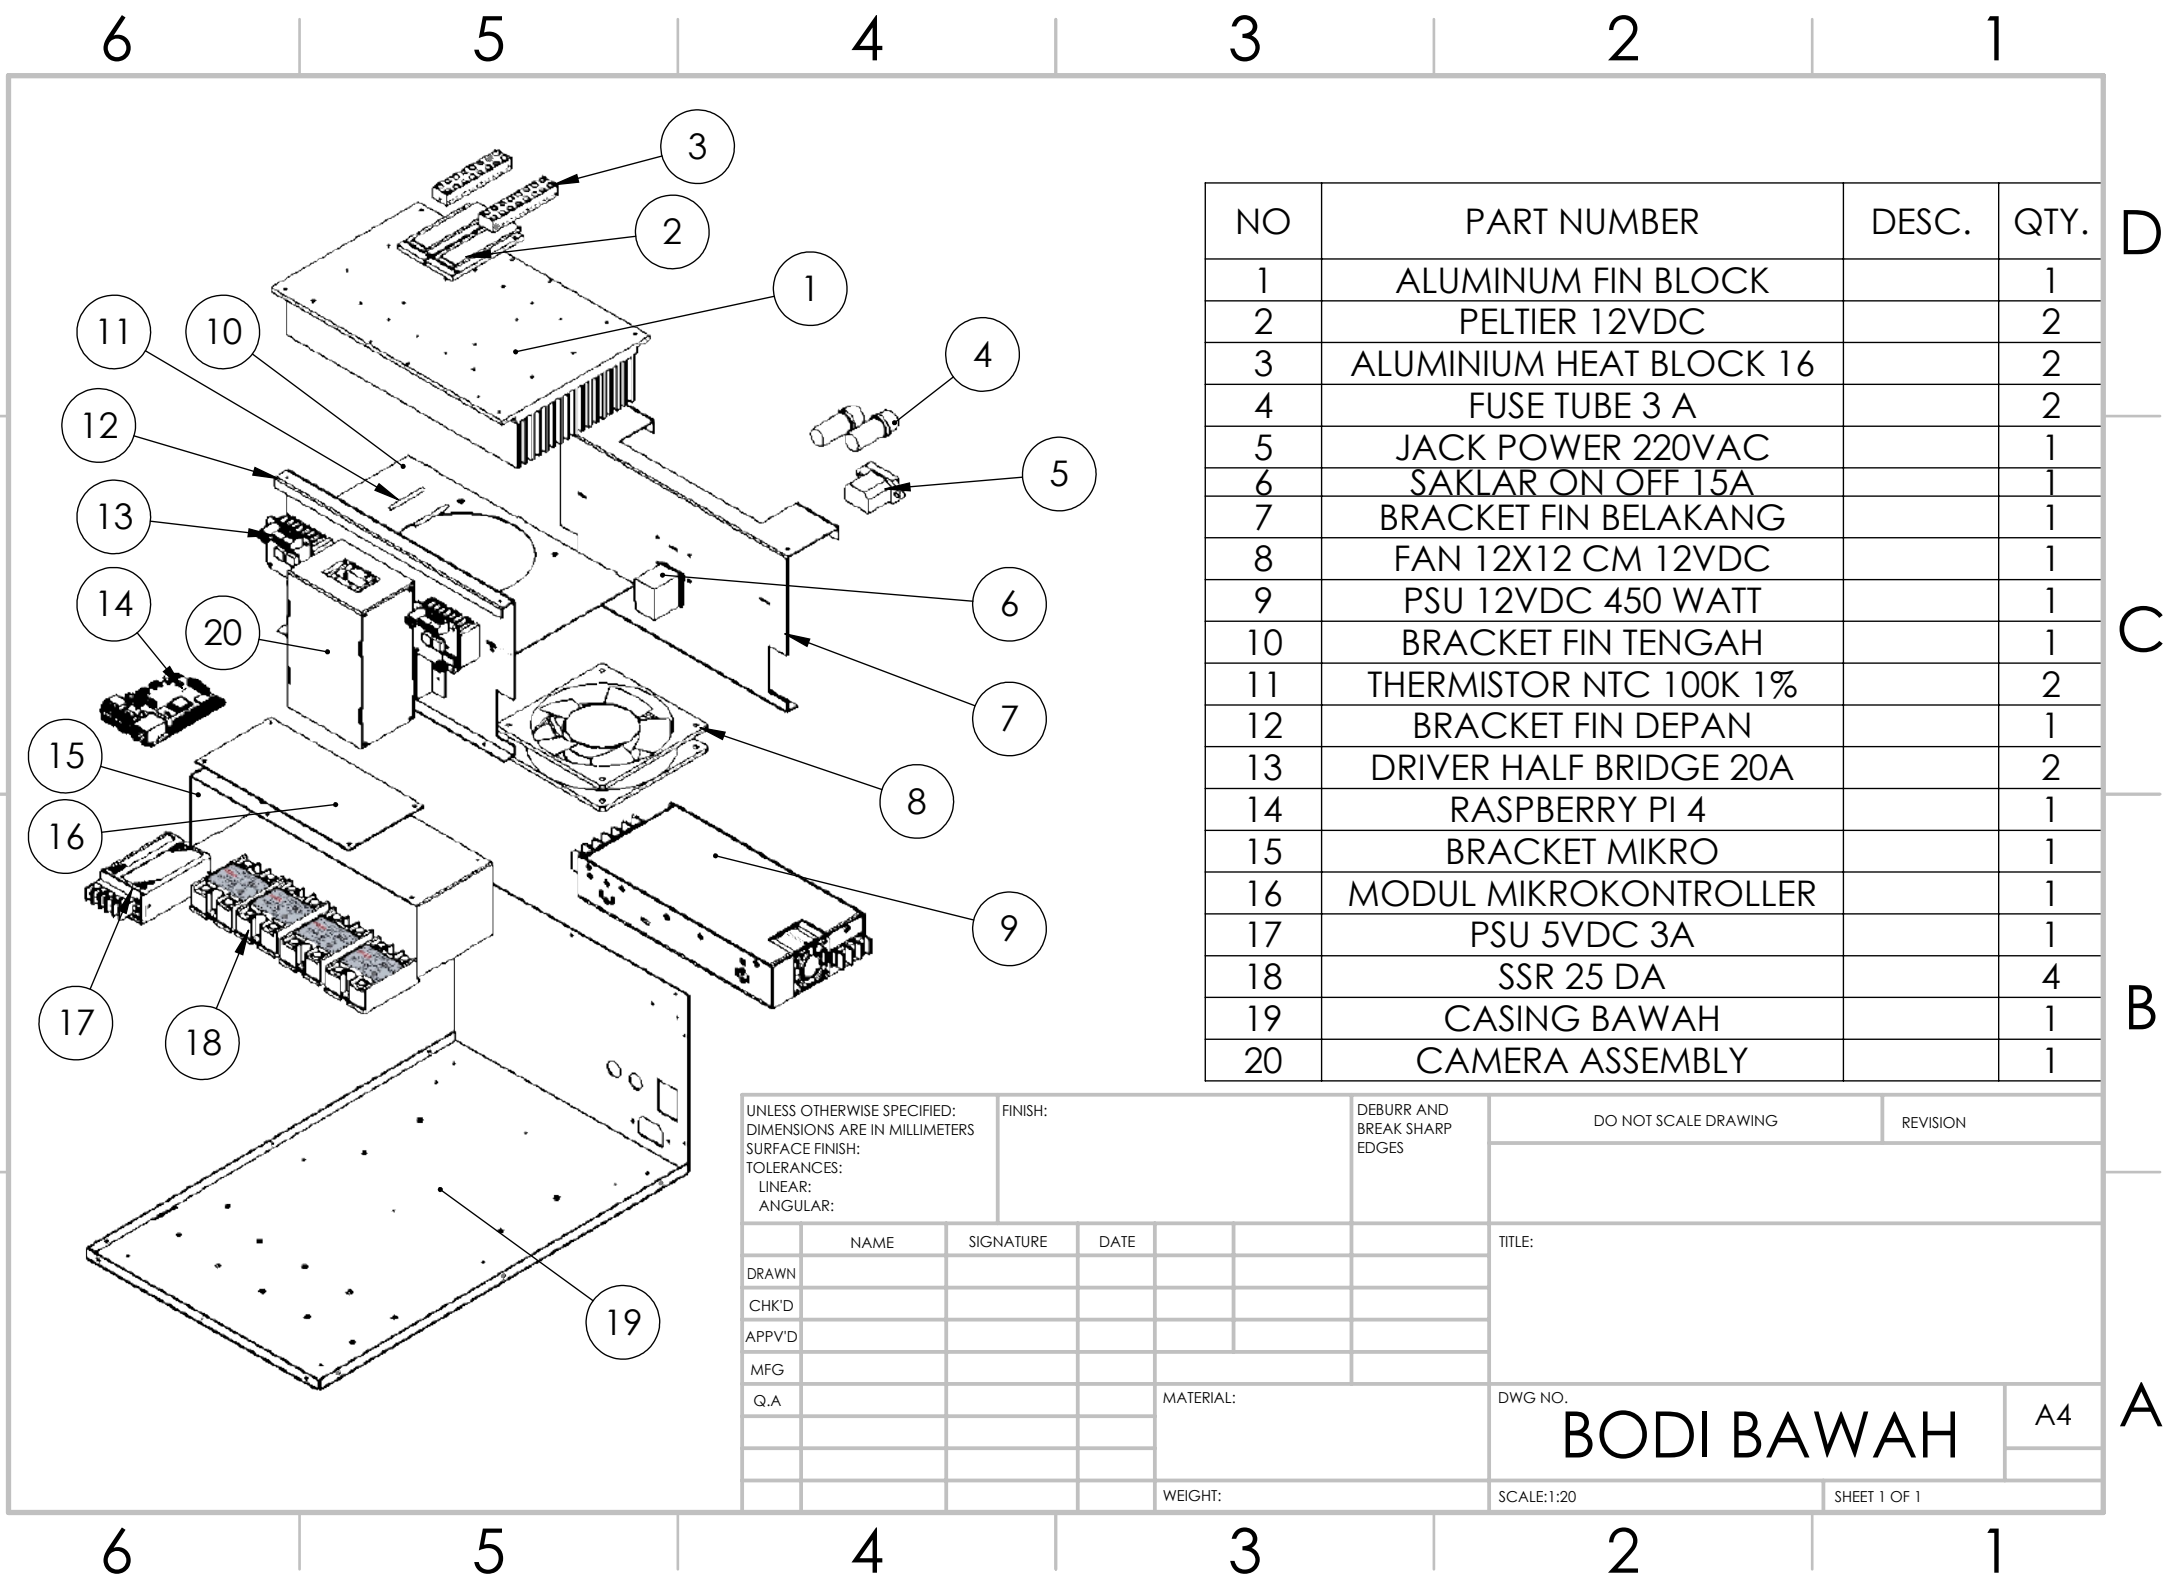 6 5 4 3 2 1
3
2
1
11 10
4
12
5
13
14
20
6
7
15
8
16
9
17
18
19
NO PART NUMBER DESC. QTY.
1 ALUMINUM FIN BLOCK 1
2 PELTIER 12VDC 2
3 ALUMINIUM HEAT BLOCK 16 2
4 FUSE TUBE 3 A 2
5 JACK POWER 220VAC 1
6 SAKLAR ON OFF 15A 1
7 BRACKET FIN BELAKANG 1
8 FAN 12X12 CM 12VDC 1
9 PSU 12VDC 450 WATT 1
10 BRACKET FIN TENGAH 1
11 THERMISTOR NTC 100K 1% 2
12 BRACKET FIN DEPAN 1
13 DRIVER HALF BRIDGE 20A 2
14 RASPBERRY PI 4 1
15 BRACKET MIKRO 1
16 MODUL MIKROKONTROLLER 1
17 PSU 5VDC 3A 1
18 SSR 25 DA 4
19 CASING BAWAH 1
20 CAMERA ASSEMBLY 1
D
C
B
A
UNLESS OTHERWISE SPECIFIED:
DIMENSIONS ARE IN MILLIMETERS
SURFACE FINISH:
TOLERANCES:
LINEAR:
ANGULAR:
FINISH:
DEBURR AND
BREAK SHARP
EDGES
DO NOT SCALE DRAWING
REVISION
NAME SIGNATURE DATE
DRAWN
CHK'D
APPV'D
MFG
Q.A
TITLE:
MATERIAL:
DWG NO.
BODI BAWAH
A4
WEIGHT:
SCALE:1:20
SHEET 1 OF 1
6 5 4 3 2 1